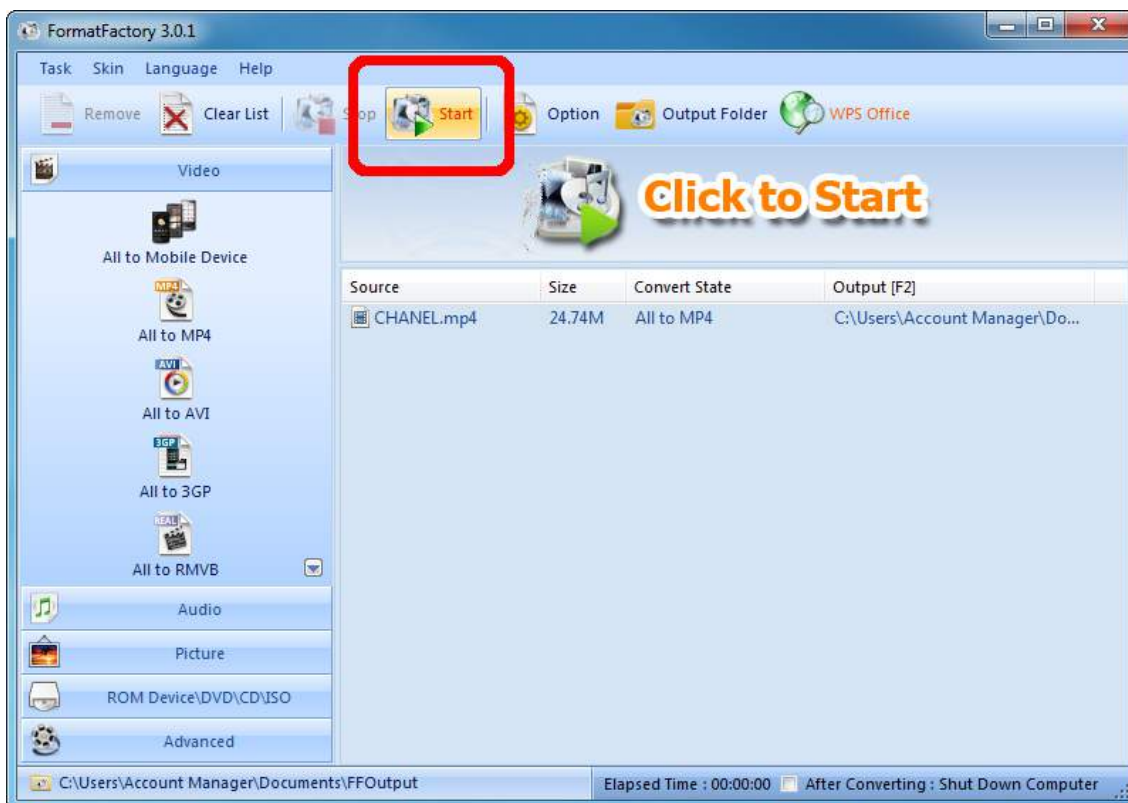 FormatFactory 3.0.1
Task Skin Language Help
Remove Clear List Stop Start Option Output Folder WPS Office
Video
Click to Start
All to Mobile Device
MP4
All to MP4
AVI
All to AVI
3GP
All to 3GP
REAL
All to RMVB
Source Size Convert State Output [F2]
CHANEL.mp4 24.74M All to MP4 C:\Users\Account Manager\Do...
Audio
Picture
ROM Device\DVD\CD\ISO
Advanced
C:\Users\Account Manager\Documents\FFOutput
Elapsed Time : 00:00:00 After Converting : Shut Down Computer